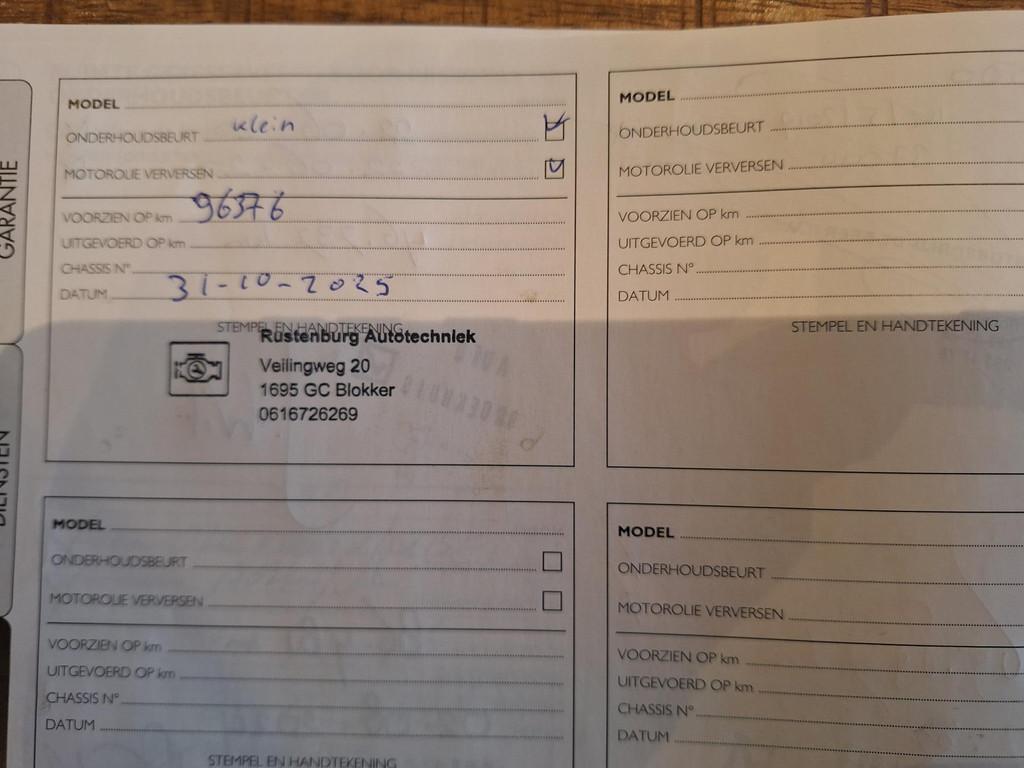 GARANTIE
DIENSTEN
MODEL
ONDERHOUDSBEURT klein
MOTOROLIE VERVERSEN
VOORZIEN OP km 96376
UITGEVOERD OP km
CHASSIS N°
DATUM 31-10-2025
STEMPEL EN HANDTEKENING
Rustenburg Autotechniek
Veilingweg 20
1695 GC Blokker
0616726269
MODEL
ONDERHOUDSBEURT
MOTOROLIE VERVERSEN
VOORZIEN OP km
UITGEVOERD OP km
CHASSIS N°
DATUM
STEMPEL EN HANDTEKENING
MODEL
ONDERHOUDSBEURT
MOTOROLIE VERVERSEN
VOORZIEN OP km
UITGEVOERD OP km
CHASSIS N°
DATUM
STEMPEL EN HANDTEKENING
MODEL
ONDERHOUDSBEURT
MOTOROLIE VERVERSEN
VOORZIEN OP km
UITGEVOERD OP km
CHASSIS N°
DATUM